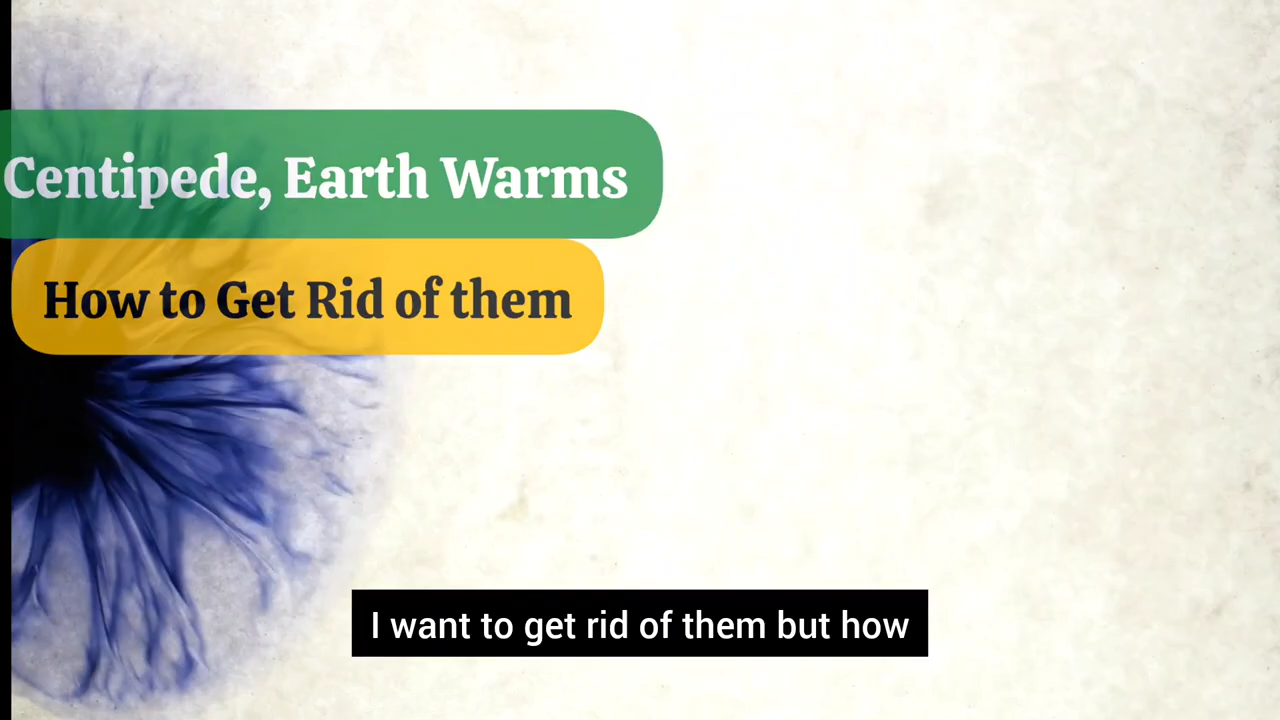 Centipede, Earth Warms
How to Get Rid of them
I want to get rid of them but how